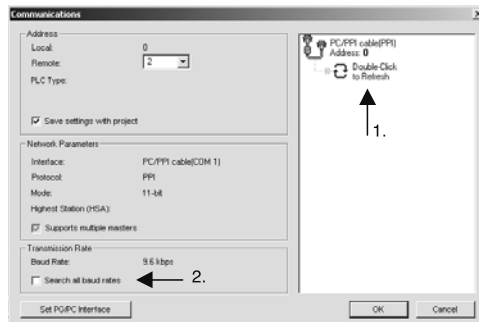 Communications
Address
Local: 0
Remote: 2
PLC Type:
Save settings with project
Network Parameters
Interface: PC/PPI cable(COM 1)
Protocol: PPI
Mode: 11-bit
Highest Station (HSA):
Supports multiple masters
Transmission Rate
Baud Rate: 9.6 kbps
Search all baud rates
2.
Set PG/PC Interface
PC/PPI cable(PPI)
Address: 0
Double-Click
to Refresh
1.
OK
Cancel